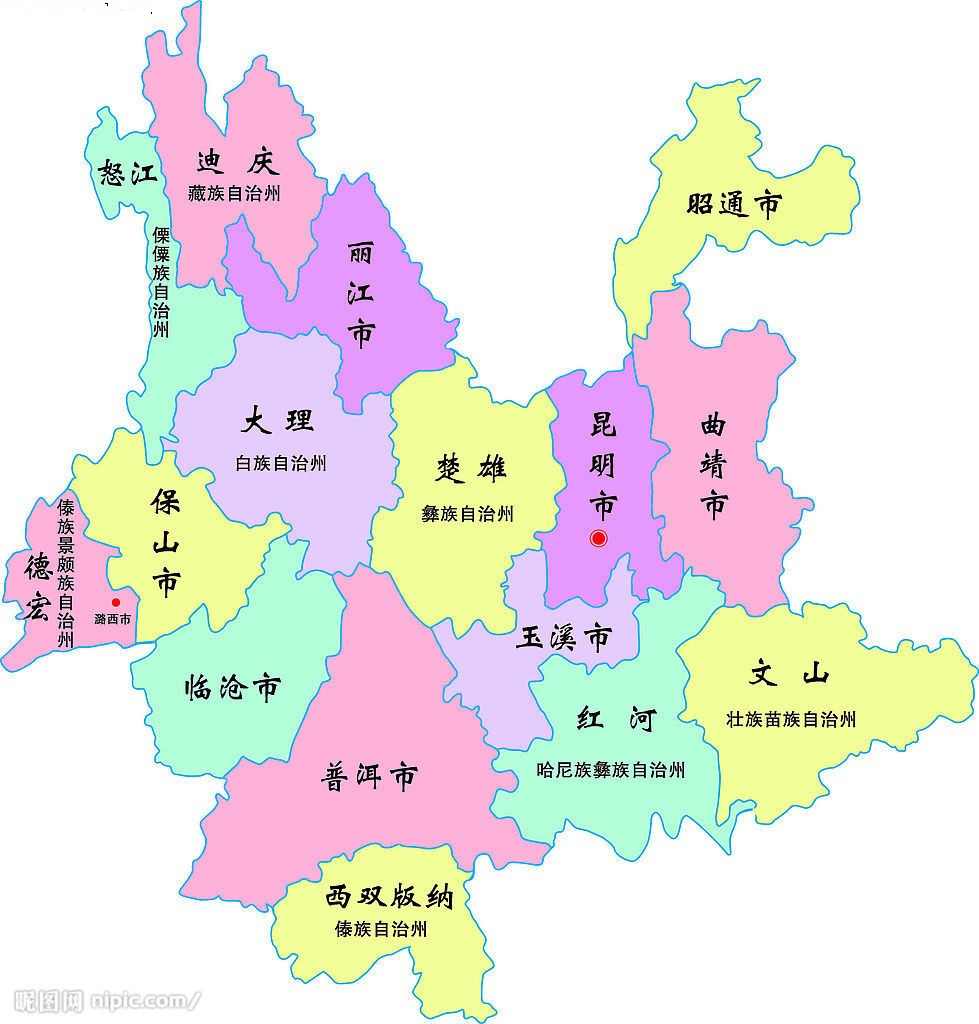 迪庆
藏族自治州
怒江
傈僳族自治州
昭通市
丽江市
大理
白族自治州
楚雄
彝族自治州
昆明市
曲靖市
保山市
德宏
傣族景颇族自治州
潞西市
玉溪市
临沧市
文山
壮族苗族自治州
红河
哈尼族彝族自治州
普洱市
西双版纳
傣族自治州
昵图网 nipic.com/